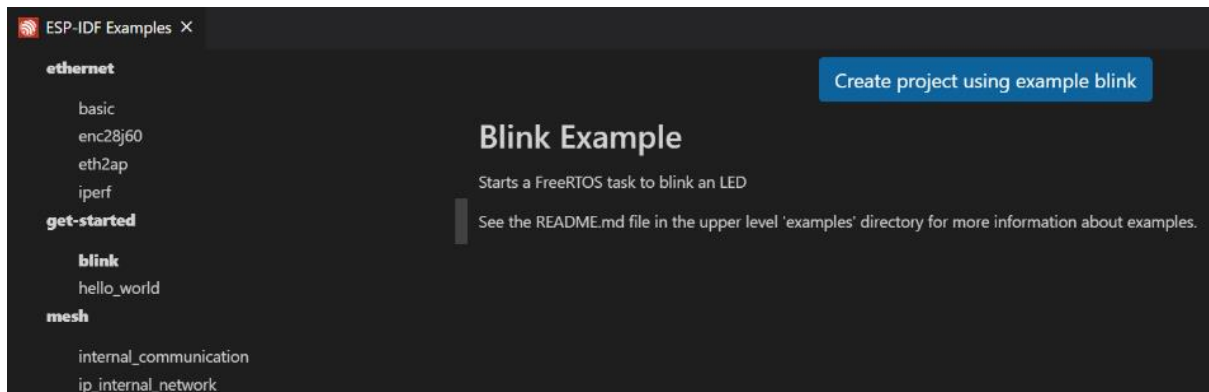 ESP-IDF Examples ×
ethernet
basic
enc28j60
eth2ap
iperf
get-started
blink
hello_world
mesh
internal_communication
ip_internal_network
Create project using example blink
Blink Example
Starts a FreeRTOS task to blink an LED
See the README.md file in the upper level 'examples' directory for more information about examples.